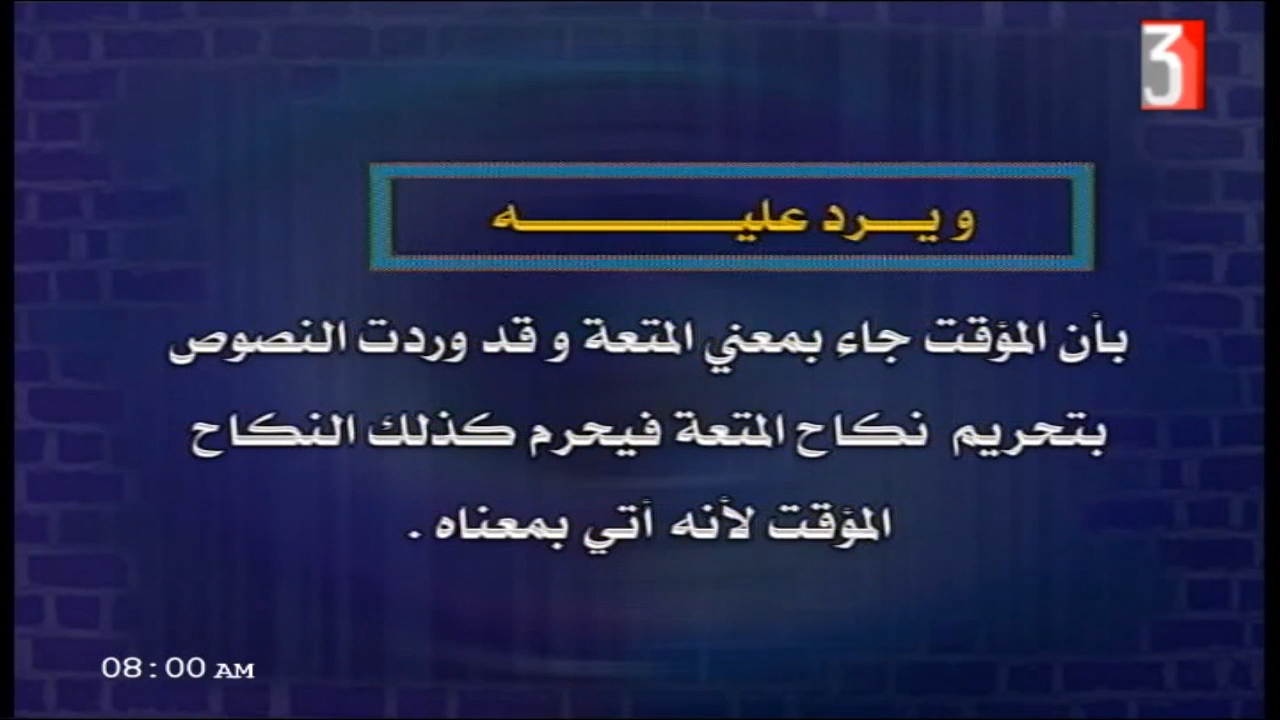 3
و يـــرد عليـــــــــــــه
بأن المؤقت جاء بمعني المتعة و قد وردت النصوص
بتحريم نكاح المتعة فيحرم كذلك النكاح
المؤقت لأنه أتي بمعناه .
08:00 AM